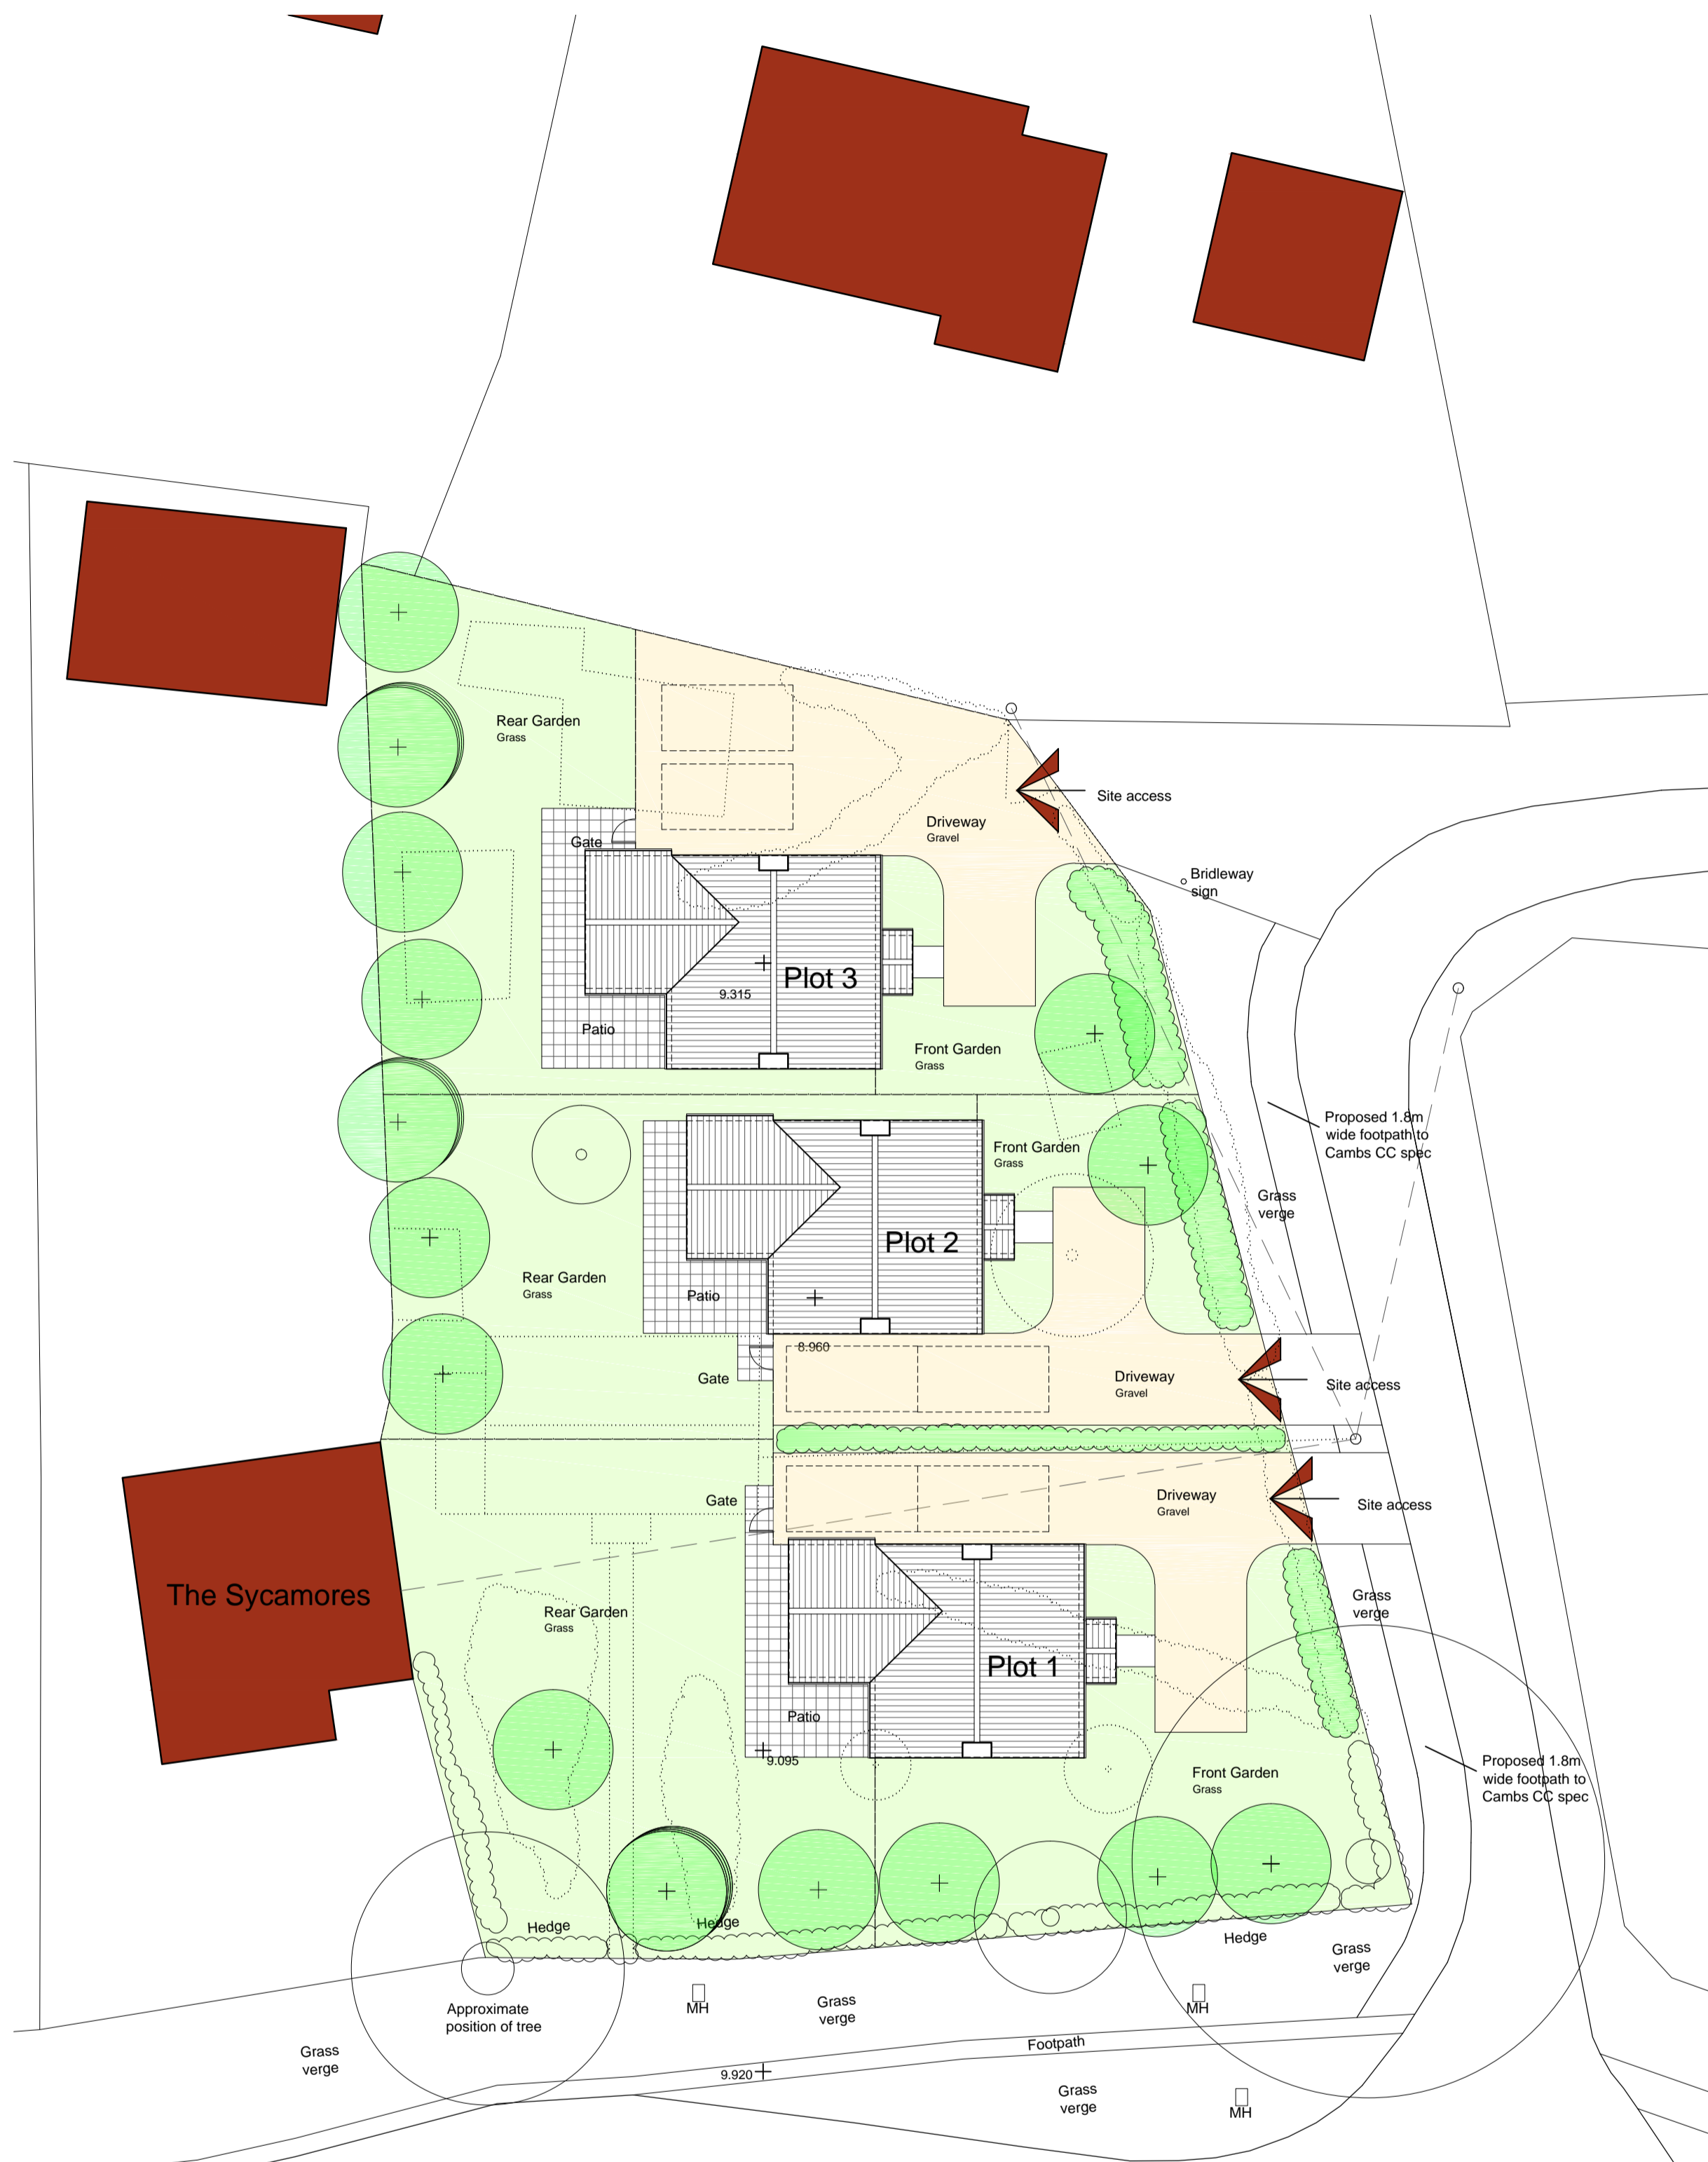 Rear Garden
Grass
Site access
Driveway
Gravel
Gate
Bridleway
sign
Plot 3
9.315
Patio
Front Garden
Grass
Proposed 1.8m
wide footpath to
Cambs CC spec
Front Garden
Grass
Grass
verge
Plot 2
Rear Garden
Grass
Patio
8.960
Gate
Driveway
Gravel
Site access
Gate
Driveway
Gravel
Site access
The Sycamores
Rear Garden
Grass
Grass
verge
Plot 1
Patio
9.095
Front Garden
Grass
Proposed 1.8m
wide footpath to
Cambs CC spec
Hedge
Hedge
Hedge
Grass
verge
Approximate
position of tree
MH
Grass
verge
MH
Footpath
Grass
verge
9.920
Grass
verge
MH